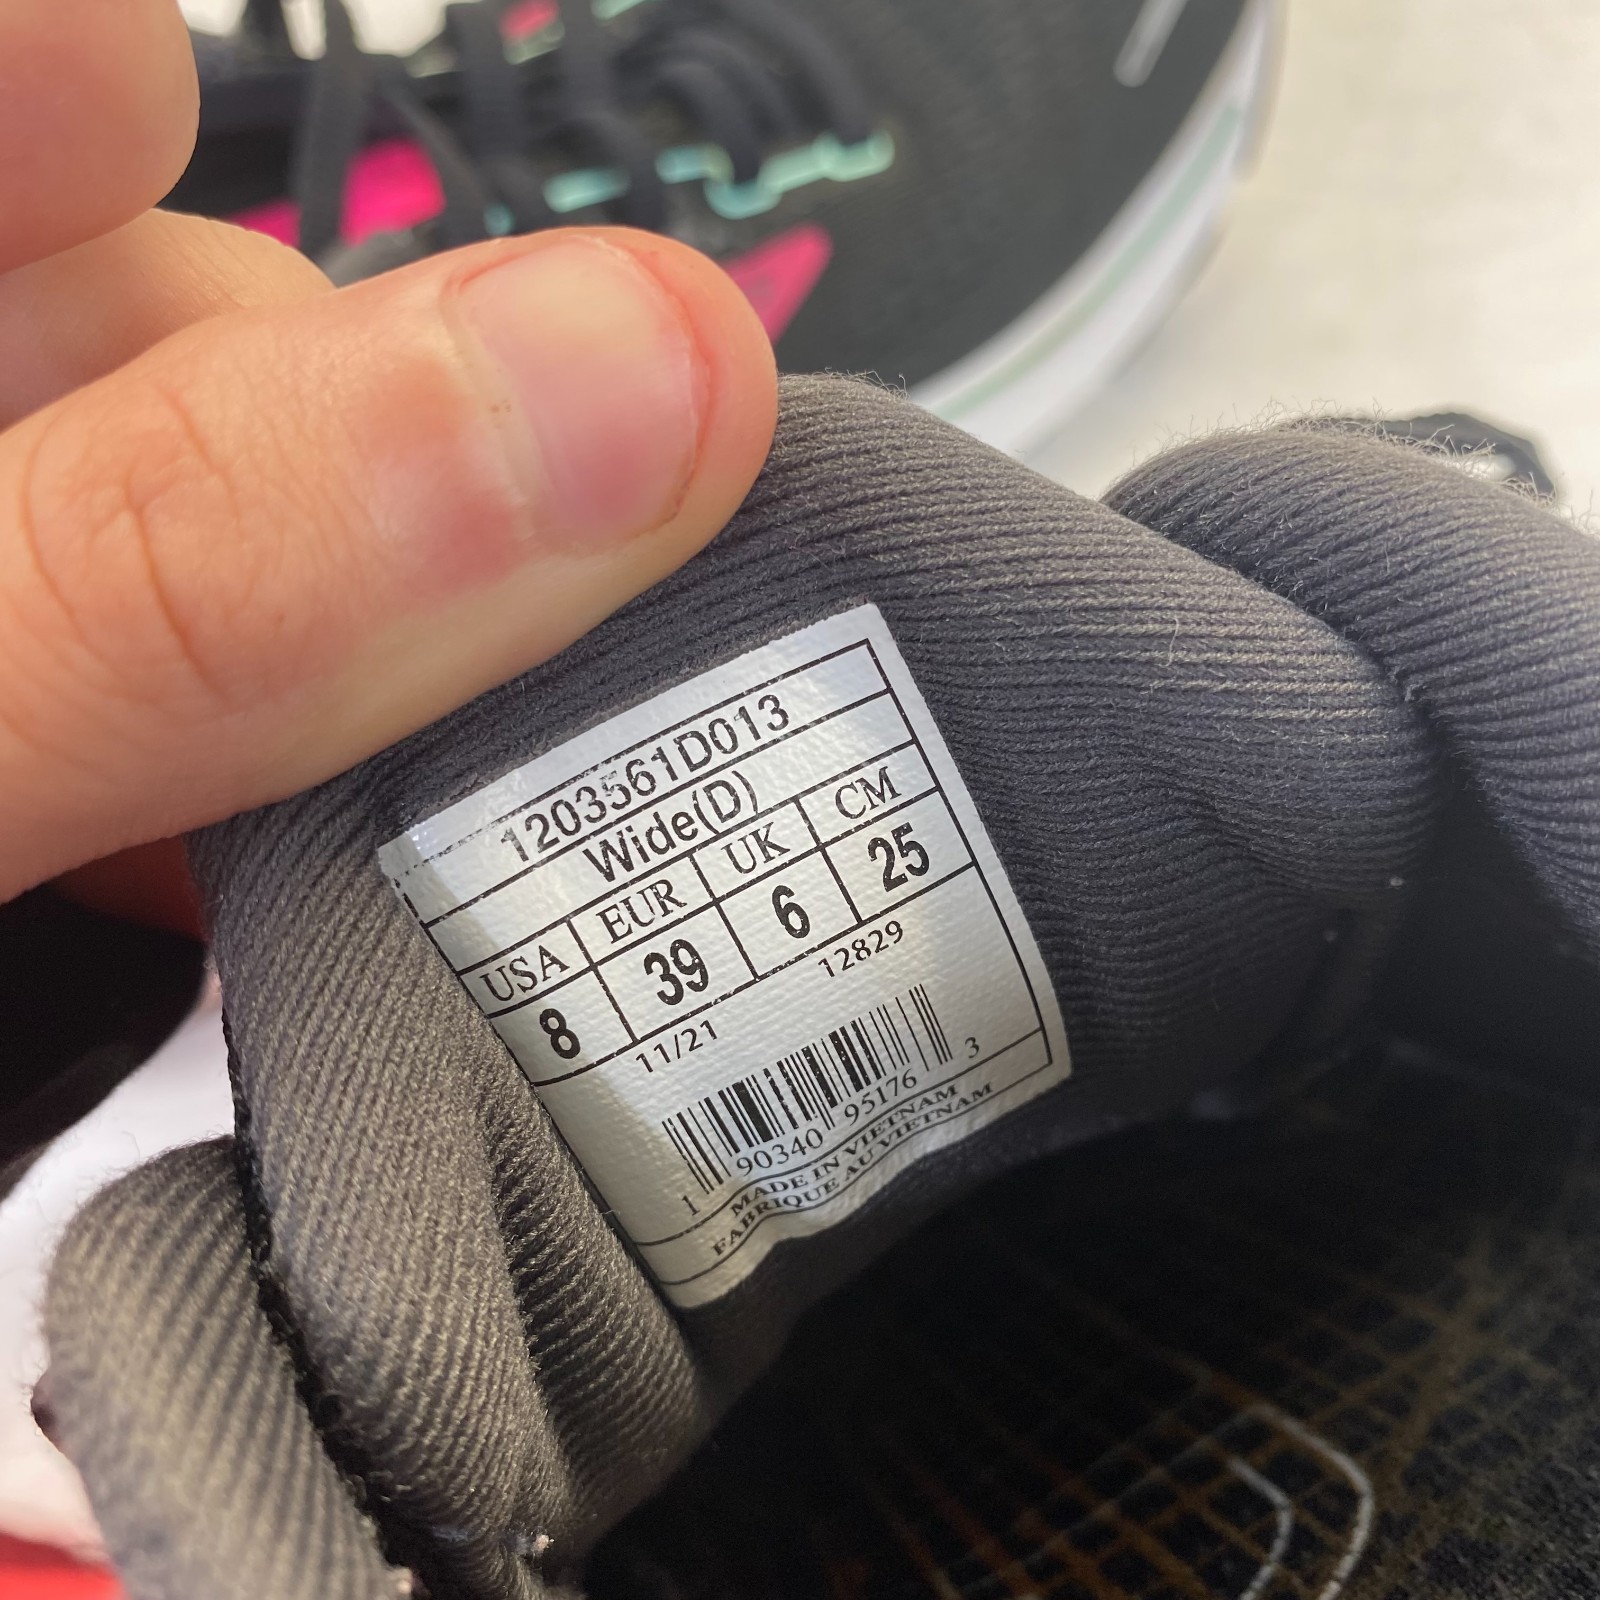 1203561D013
Wide(D)
USA EUR UK CM
8 39 6 25
11/21 12829
1 90340 95176 3
MADE IN VIETNAM
FABRIQUE AU VIETNAM